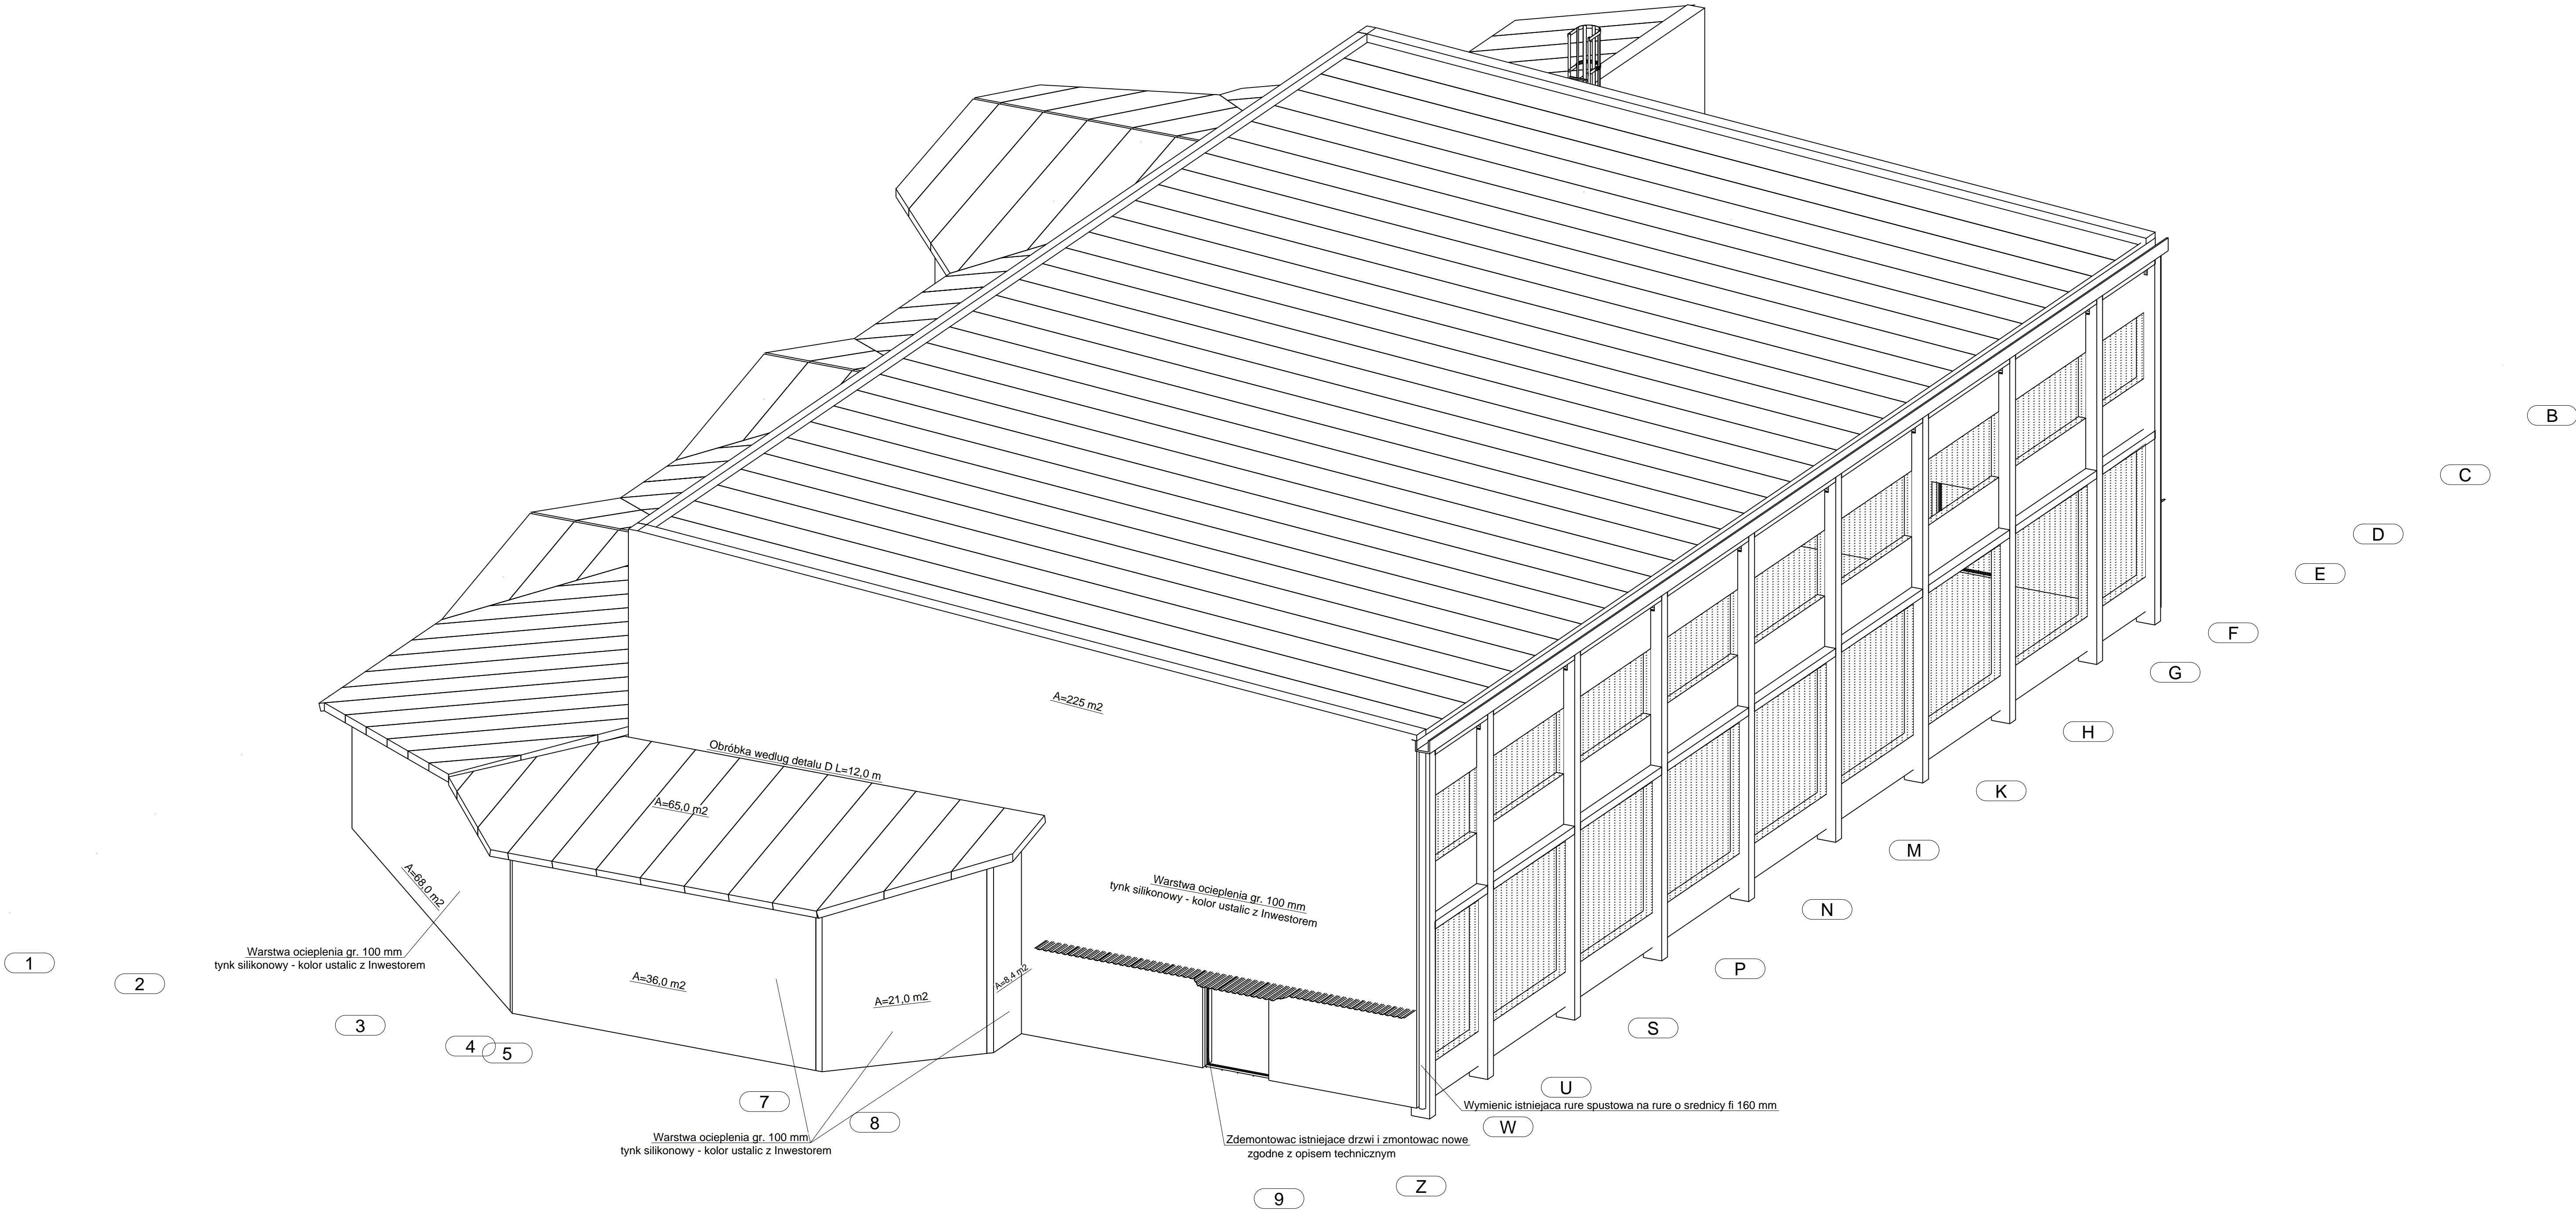 B
C
D
E
F
G
H
K
M
N
P
S
U
W
Z
A=225 m2
Obróbka wedlug detalu D L=12,0 m
A=65,0 m2
A=68,0 m2
Warstwa ocieplenia gr. 100 mm
tynk silikonowy - kolor ustalic z Inwestorem
Warstwa ocieplenia gr. 100 mm
tynk silikonowy - kolor ustalic z Inwestorem
A=36,0 m2
A=21,0 m2
A=8,4 m2
1
2
3
4
5
7
8
9
Warstwa ocieplenia gr. 100 mm
tynk silikonowy - kolor ustalic z Inwestorem
Wymienic istniejaca rure spustowa na rure o srednicy fi 160 mm
Zdemontowac istniejace drzwi i zmontowac nowe
zgodne z opisem technicznym